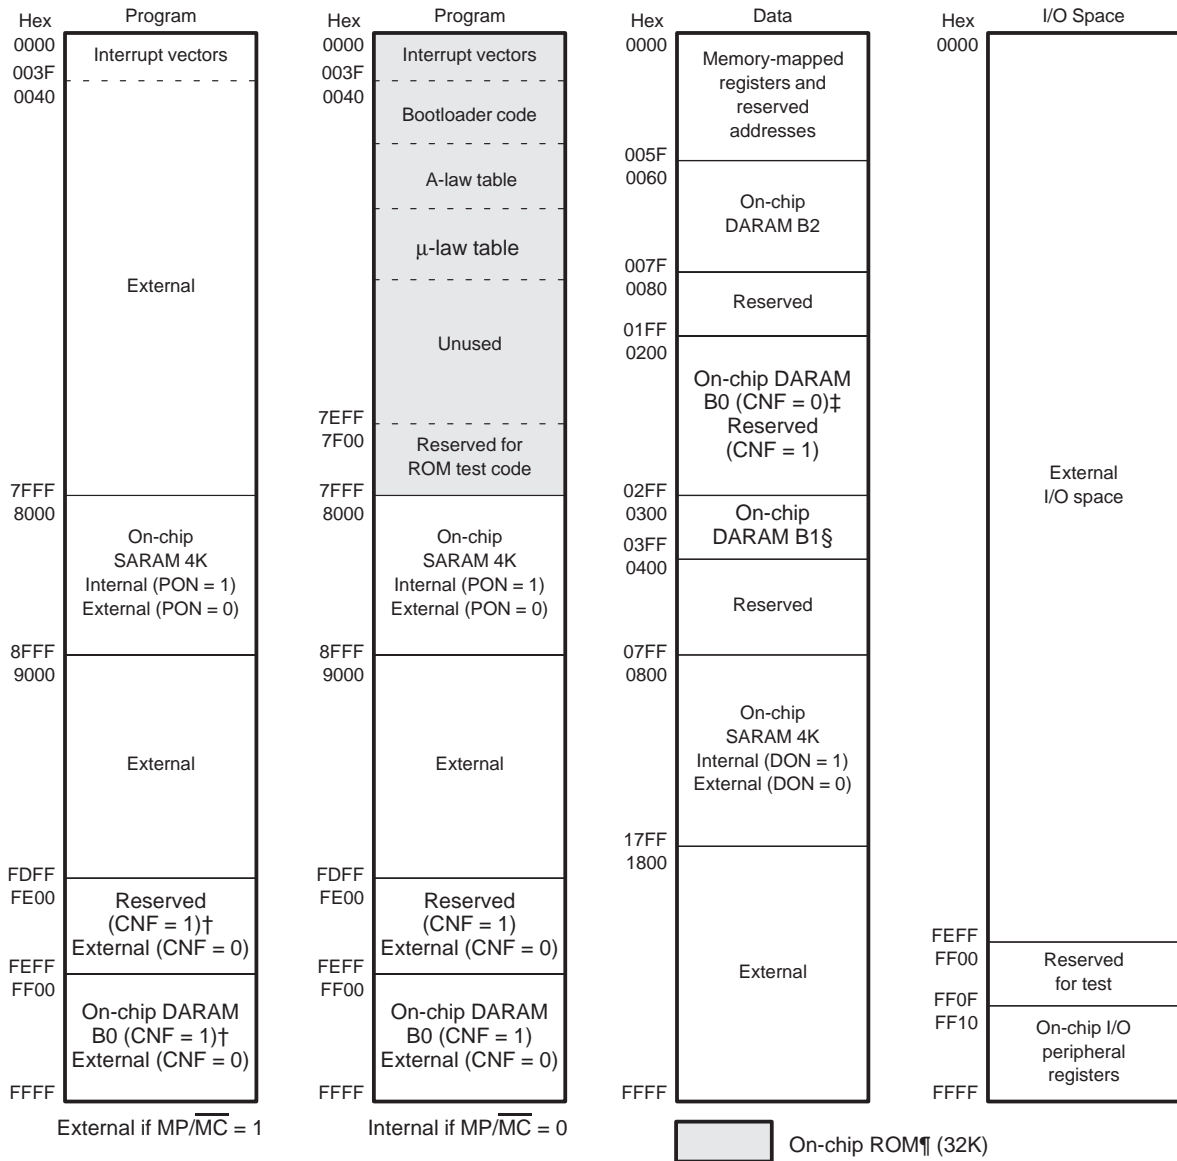 Hex
Program
0000
Interrupt vectors
003F
0040
External
7FFF
8000
On-chip
SARAM 4K
Internal (PON = 1)
External (PON = 0)
8FFF
9000
External
FDFF
FE00
Reserved
(CNF = 1)†
External (CNF = 0)
FEFF
FF00
On-chip DARAM
B0 (CNF = 1)†
External (CNF = 0)
FFFF
External if MP/M̅C̅ = 1
Hex
Program
0000
Interrupt vectors
003F
0040
Bootloader code
A-law table
μ-law table
Unused
7EFF
7F00
Reserved for
ROM test code
7FFF
8000
On-chip
SARAM 4K
Internal (PON = 1)
External (PON = 0)
8FFF
9000
External
FDFF
FE00
Reserved
(CNF = 1)
External (CNF = 0)
FEFF
FF00
On-chip DARAM
B0 (CNF = 1)
External (CNF = 0)
FFFF
Internal if MP/M̅C̅ = 0
Hex
Data
0000
Memory-mapped
registers and
reserved
addresses
005F
0060
On-chip
DARAM B2
007F
0080
Reserved
01FF
0200
On-chip DARAM
B0 (CNF = 0)‡
Reserved
(CNF = 1)
02FF
0300
On-chip
DARAM B1§
03FF
0400
Reserved
07FF
0800
On-chip
SARAM 4K
Internal (DON = 1)
External (DON = 0)
17FF
1800
External
FFFF
Hex
I/O Space
0000
External
I/O space
FEFF
FF00
Reserved
for test
FF0F
FF10
On-chip I/O
peripheral
registers
FFFF
On-chip ROM¶ (32K)